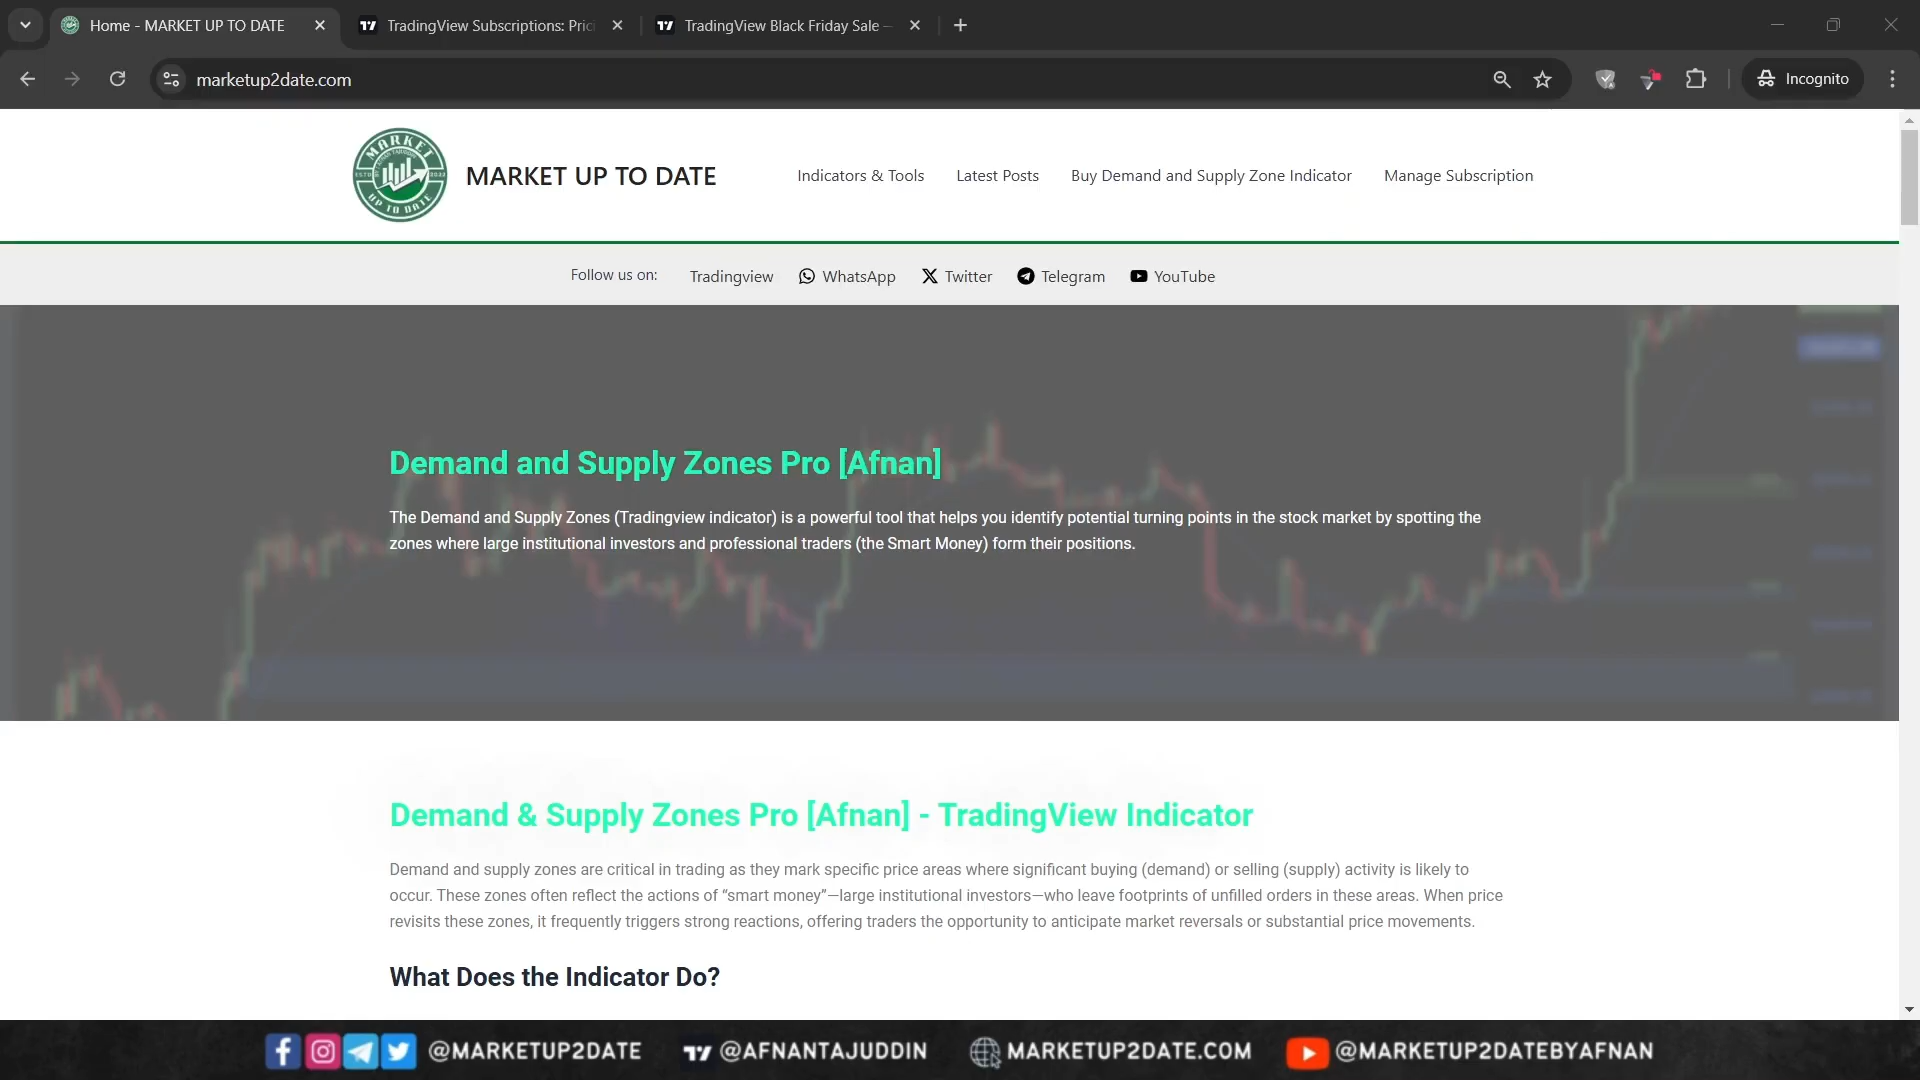 Home - MARKET UP TO DATE
TradingView Subscriptions: Pric
TradingView Black Friday Sale –
marketup2date.com
Incognito
MARKET
UP TO DATE
MARKET UP TO DATE
Indicators & Tools
Latest Posts
Buy Demand and Supply Zone Indicator
Manage Subscription
Follow us on:
Tradingview
WhatsApp
Twitter
Telegram
YouTube
Demand and Supply Zones Pro [Afnan]
The Demand and Supply Zones (Tradingview indicator) is a powerful tool that helps you identify potential turning points in the stock market by spotting the
zones where large institutional investors and professional traders (the Smart Money) form their positions.
Demand & Supply Zones Pro [Afnan] - TradingView Indicator
Demand and supply zones are critical in trading as they mark specific price areas where significant buying (demand) or selling (supply) activity is likely to
occur. These zones often reflect the actions of “smart money”—large institutional investors—who leave footprints of unfilled orders in these areas. When price
revisits these zones, it frequently triggers strong reactions, offering traders the opportunity to anticipate market reversals or substantial price movements.
What Does the Indicator Do?
@MARKETUP2DATE
@AFNANTAJUDDIN
MARKETUP2DATE.COM
@MARKETUP2DATEBYAFNAN